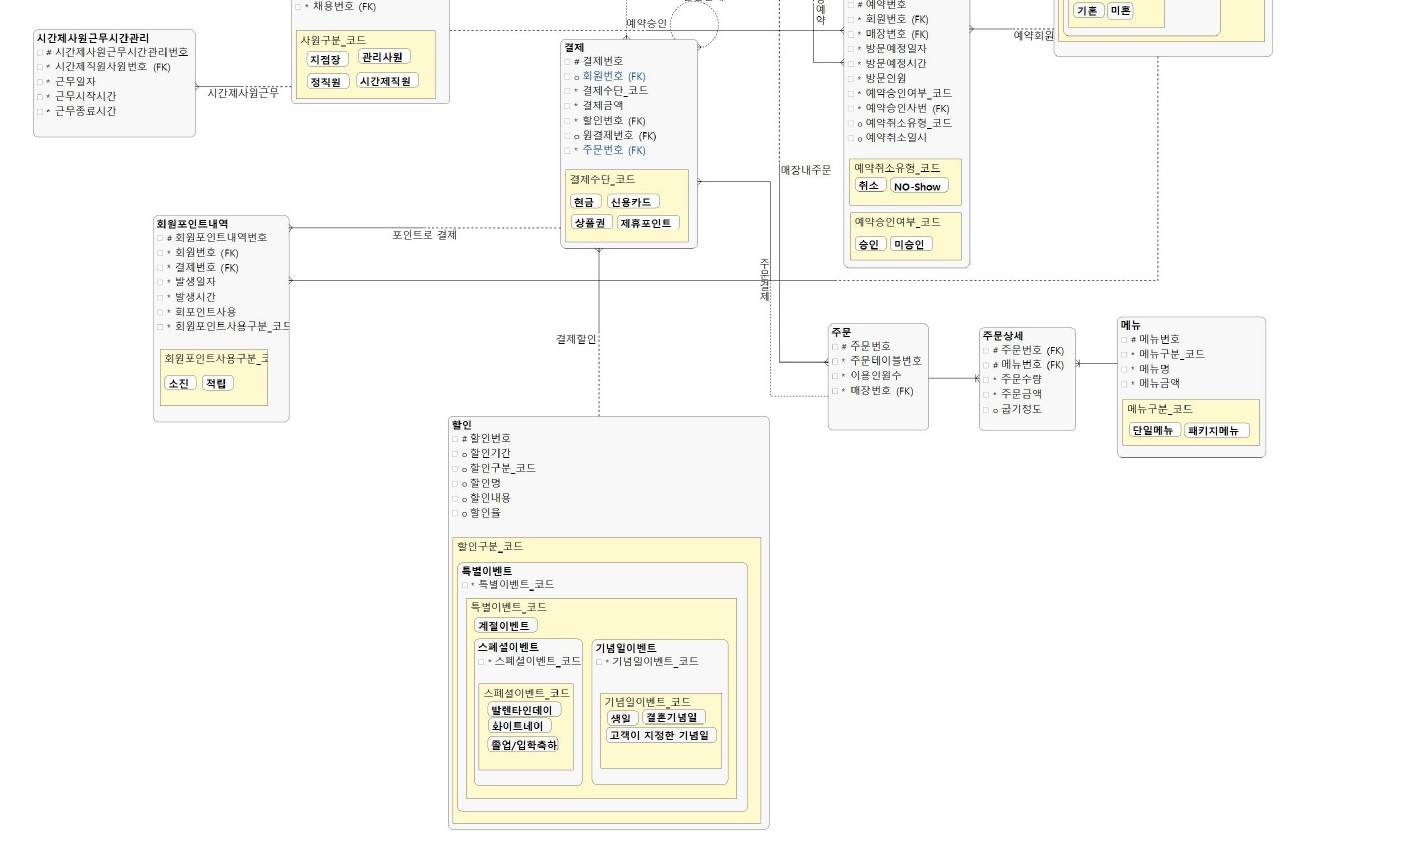 * 채용번호 (FK)
사원구분_코드
지점장 관리사원
정직원 시간제직원
시간제사원근무시간관리
# 시간제사원근무시간관리번호
* 시간제직원사원번호 (FK)
* 근무일자
* 근무시작시간
* 근무종료시간
시간제사원근무
예약승인
결제
# 결제번호
o 회원번호 (FK)
* 결제수단_코드
* 결제금액
* 할인번호 (FK)
o 원결제번호 (FK)
* 주문번호 (FK)
결제수단_코드
현금 신용카드
상품권 제휴포인트
예약
# 예약번호
* 회원번호 (FK)
* 매장번호 (FK)
* 방문예정일자
* 방문예정시간
* 방문인원
* 예약승인여부_코드
* 예약승인사번 (FK)
o 예약취소유형_코드
o 예약취소일시
예약취소유형_코드
취소 NO-Show
예약승인여부_코드
승인 미승인
기혼 미혼
예약회원
매장내주문
회원포인트내역
# 회원포인트내역번호
* 회원번호 (FK)
* 결제번호 (FK)
* 발생일자
* 발생시간
* 회포인트사용
* 회원포인트사용구분_코드
회원포인트사용구분_코
소진 적립
포인트로 결제
주문결제
결제할인
주문
# 주문번호
* 주문테이블번호
* 이용인원수
* 매장번호 (FK)
주문상세
# 주문번호 (FK)
# 메뉴번호 (FK)
* 주문수량
* 주문금액
o 굽기정도
메뉴
# 메뉴번호
* 메뉴구분_코드
* 메뉴명
* 메뉴금액
메뉴구분_코드
단일메뉴 패키지메뉴
할인
# 할인번호
o 할인기간
o 할인구분_코드
o 할인명
o 할인내용
o 할인율
할인구분_코드
특별이벤트
* 특별이벤트_코드
특별이벤트_코드
계절이벤트
스폐셜이벤트
* 스폐셜이벤트_코드
스폐셜이벤트_코드
발렌타인데이
화이트네이
졸업/입학축하
기념일이벤트
* 기념일이벤트_코드
기념일이벤트_코드
생일 결혼기념일
고객이 지정한 기념일